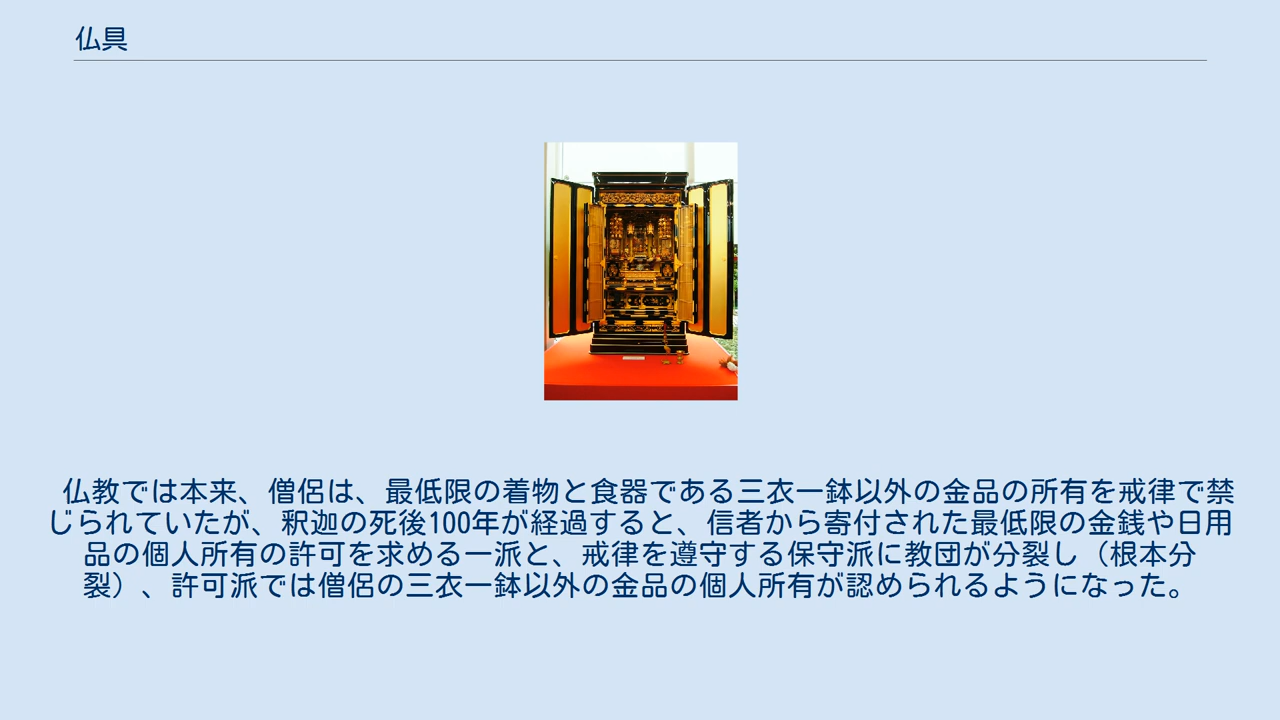 仏具
仏教では本来、僧侶は、最低限の着物と食器である三衣一鉢以外の金品の所有を戒律で禁
じられていたが、釈迦の死後100年が経過すると、信者から寄付された最低限の金銭や日用
品の個人所有の許可を求める一派と、戒律を遵守する保守派に教団が分裂し（根本分
裂）、許可派では僧侶の三衣一鉢以外の金品の個人所有が認められるようになった。